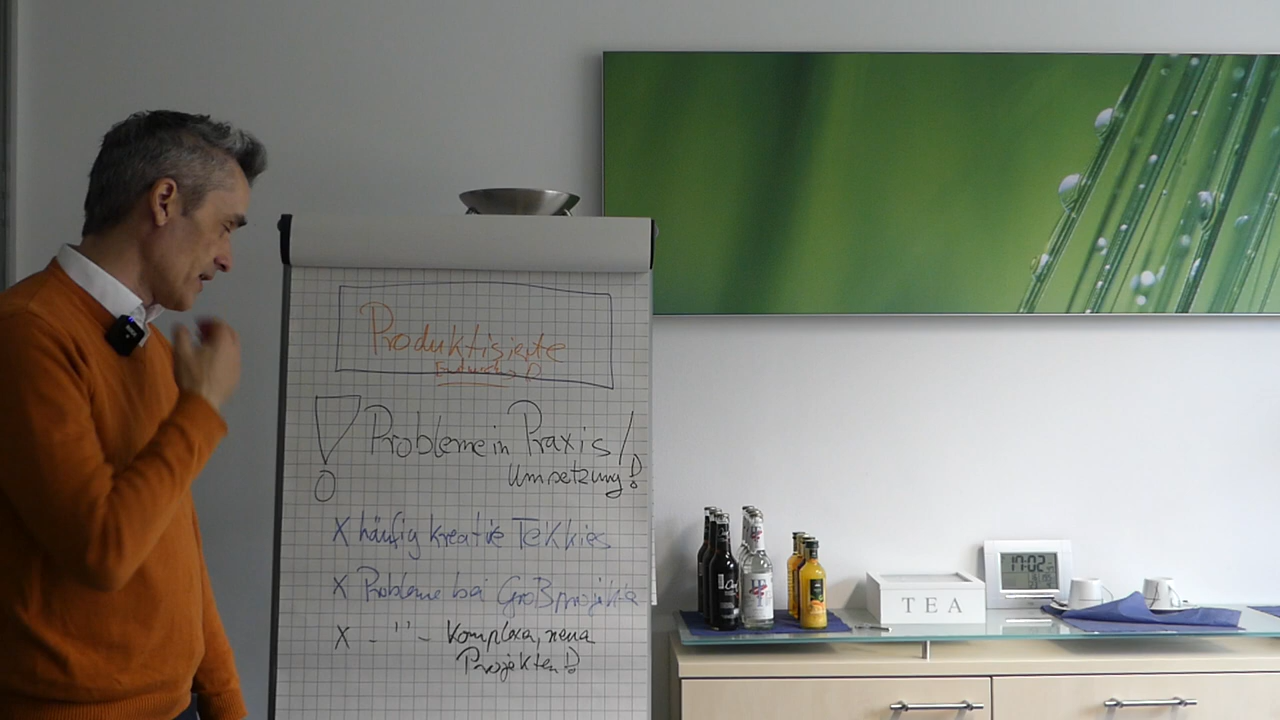 Produktisierte
! Probleme in Praxis /
Umsetzung!
X häufig kreative TeKKies
X Probleme bei Großprojekte
X - " - Komplexe, neue
Projekten!
17:02
TEA